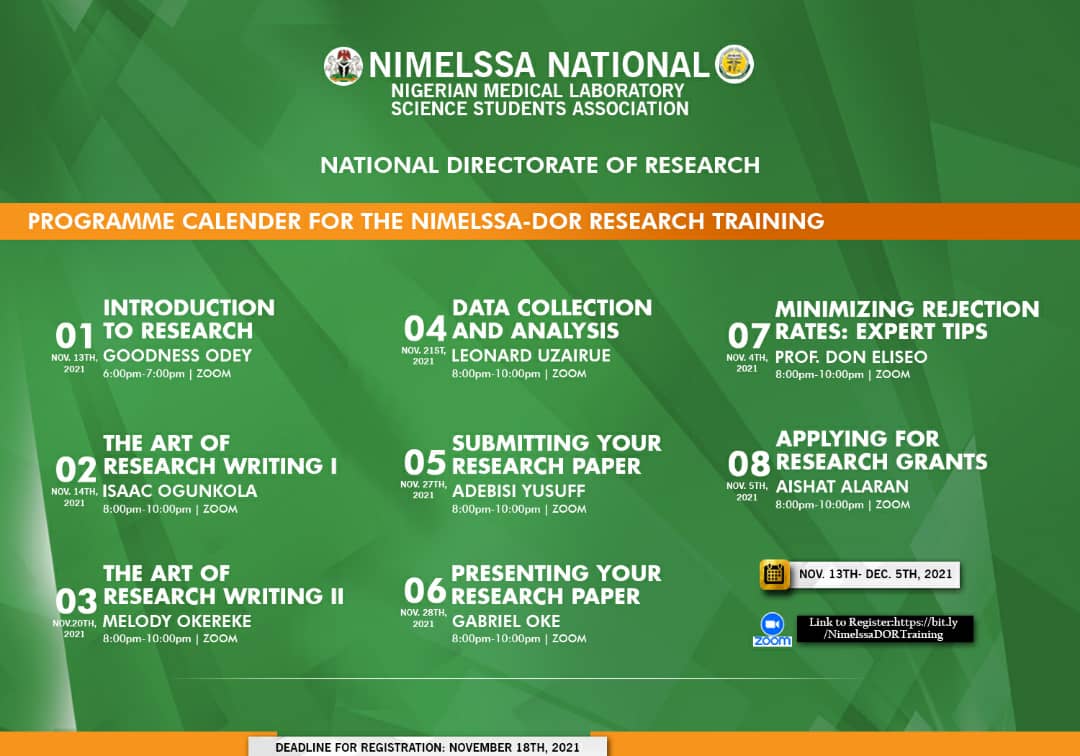 NIMELSSA NATIONAL
NIGERIAN MEDICAL LABORATORY
SCIENCE STUDENTS ASSOCIATION
NATIONAL DIRECTORATE OF RESEARCH
PROGRAMME CALENDER FOR THE NIMELSSA-DOR RESEARCH TRAINING
01
NOV. 13TH,
2021
INTRODUCTION
TO RESEARCH
GOODNESS ODEY
6:00pm-7:00pm | ZOOM
02
NOV. 14TH,
2021
THE ART OF
RESEARCH WRITING I
ISAAC OGUNKOLA
8:00pm-10:00pm | ZOOM
03
NOV.20TH,
2021
THE ART OF
RESEARCH WRITING II
MELODY OKEREKE
8:00pm-10:00pm | ZOOM
04
NOV. 21ST,
2021
DATA COLLECTION
AND ANALYSIS
LEONARD UZAIRUE
8:00pm-10:00pm | ZOOM
05
NOV. 27TH,
2021
SUBMITTING YOUR
RESEARCH PAPER
ADEBISI YUSUFF
8:00pm-10:00pm | ZOOM
06
NOV. 28TH,
2021
PRESENTING YOUR
RESEARCH PAPER
GABRIEL OKE
8:00pm-10:00pm | ZOOM
07
NOV. 4TH,
2021
MINIMIZING REJECTION
RATES: EXPERT TIPS
PROF. DON ELISEO
8:00pm-10:00pm | ZOOM
08
NOV. 5TH,
2021
APPLYING FOR
RESEARCH GRANTS
AISHAT ALARAN
8:00pm-10:00pm | ZOOM
NOV. 13TH- DEC. 5TH, 2021
zoom
Link to Register:https://bit.ly
/NimelssaDORTraining
DEADLINE FOR REGISTRATION: NOVEMBER 18TH, 2021